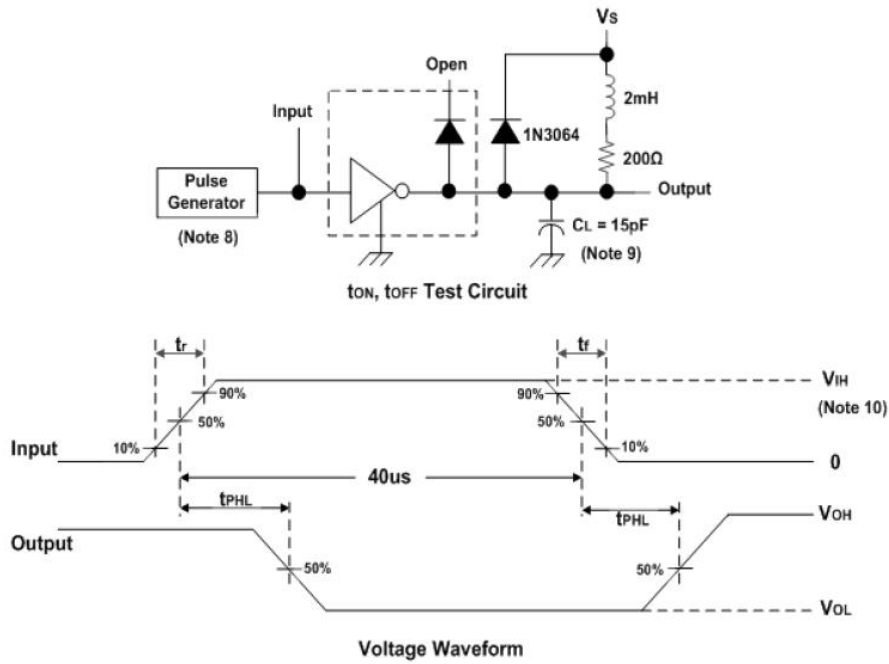 Vs
Open
2mH
Input
1N3064
200Ω
Pulse
Generator
Output
(Note 8)
CL = 15pF
(Note 9)
tON, tOFF Test Circuit
tr
tf
90%
90%
VIH
(Note 10)
50%
50%
Input
10%
10%
0
40us
tPHL
tPHL
VOH
Output
50%
50%
VOL
Voltage Waveform